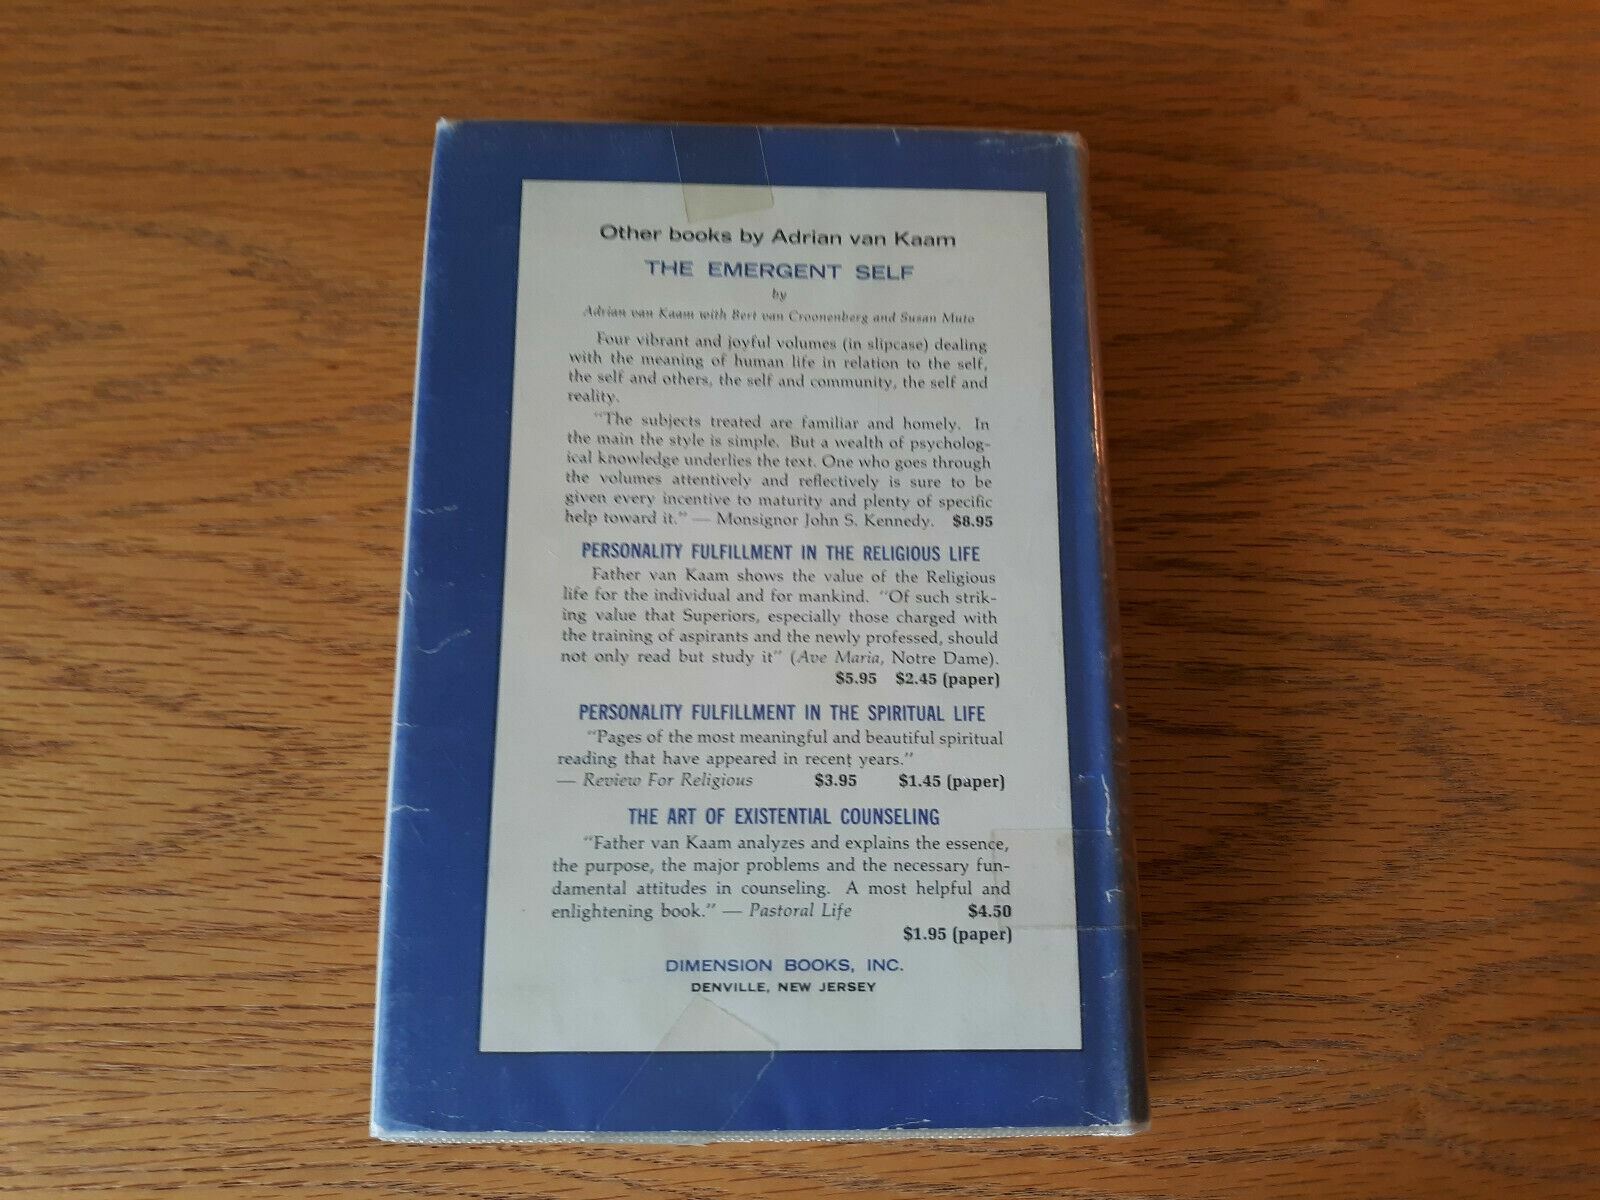 Other books by Adrian van Kaam
THE EMERGENT SELF
by
Adrian van Kaam with Bert van Croonenberg and Susan Muto
Four vibrant and joyful volumes (in slipcase) dealing
with the meaning of human life in relation to the self,
the self and others, the self and community, the self and
reality.
"The subjects treated are familiar and homely. In
the main the style is simple. But a wealth of psycholog-
ical knowledge underlies the text. One who goes through
the volumes attentively and reflectively is sure to be
given every incentive to maturity and plenty of specific
help toward it." — Monsignor John S. Kennedy. $8.95
PERSONALITY FULFILLMENT IN THE RELIGIOUS LIFE
Father van Kaam shows the value of the Religious
life for the individual and for mankind. "Of such strik-
ing value that Superiors, especially those charged with
the training of aspirants and the newly professed, should
not only read but study it" (Ave Maria, Notre Dame).
$5.95 $2.45 (paper)
PERSONALITY FULFILLMENT IN THE SPIRITUAL LIFE
"Pages of the most meaningful and beautiful spiritual
reading that have appeared in recent years."
— Review For Religious $3.95 $1.45 (paper)
THE ART OF EXISTENTIAL COUNSELING
"Father van Kaam analyzes and explains the essence,
the purpose, the major problems and the necessary fun-
damental attitudes in counseling. A most helpful and
enlightening book." — Pastoral Life $4.50
$1.95 (paper)
DIMENSION BOOKS, INC.
DENVILLE, NEW JERSEY